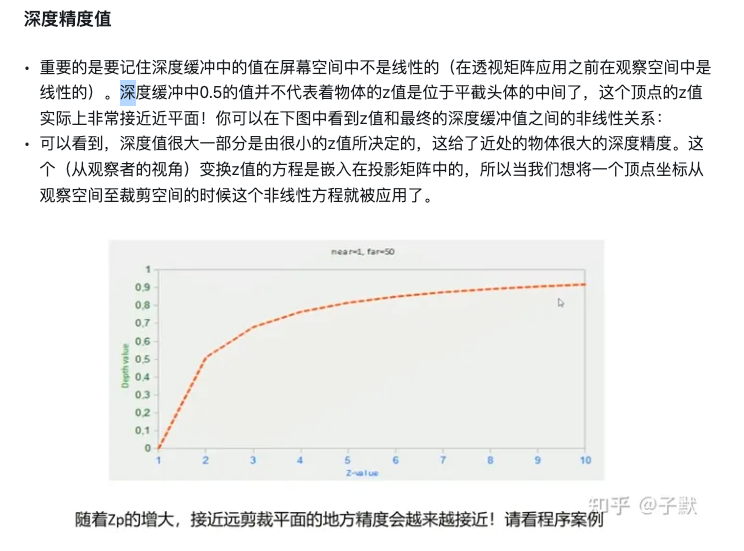 深度精度值
• 重要的是要记住深度缓冲中的值在屏幕空间中不是线性的（在透视矩阵应用之前在观察空间中是
线性的）。深度缓冲中0.5的值并不代表着物体的z值是位于平截头体的中间了，这个顶点的z值
实际上非常接近近平面！你可以在下图中看到z值和最终的深度缓冲值之间的非线性关系：
• 可以看到，深度值很大一部分是由很小的z值所决定的，这给了近处的物体很大的深度精度。这
个（从观察者的视角）变换z值的方程是嵌入在投影矩阵中的，所以当我们想将一个顶点坐标从
观察空间至裁剪空间的时候这个非线性方程就被应用了。
near=1, far=50
1
0,9
0,8
0,7
0,6
0,5
0,4
0,3
0,2
0,1
0
Depth value
1 2 3 4 5 6 7 8 9 10
Z-value
知乎 @子默
随着Zp的增大，接近远剪裁平面的地方精度会越来越接近！请看程序案例